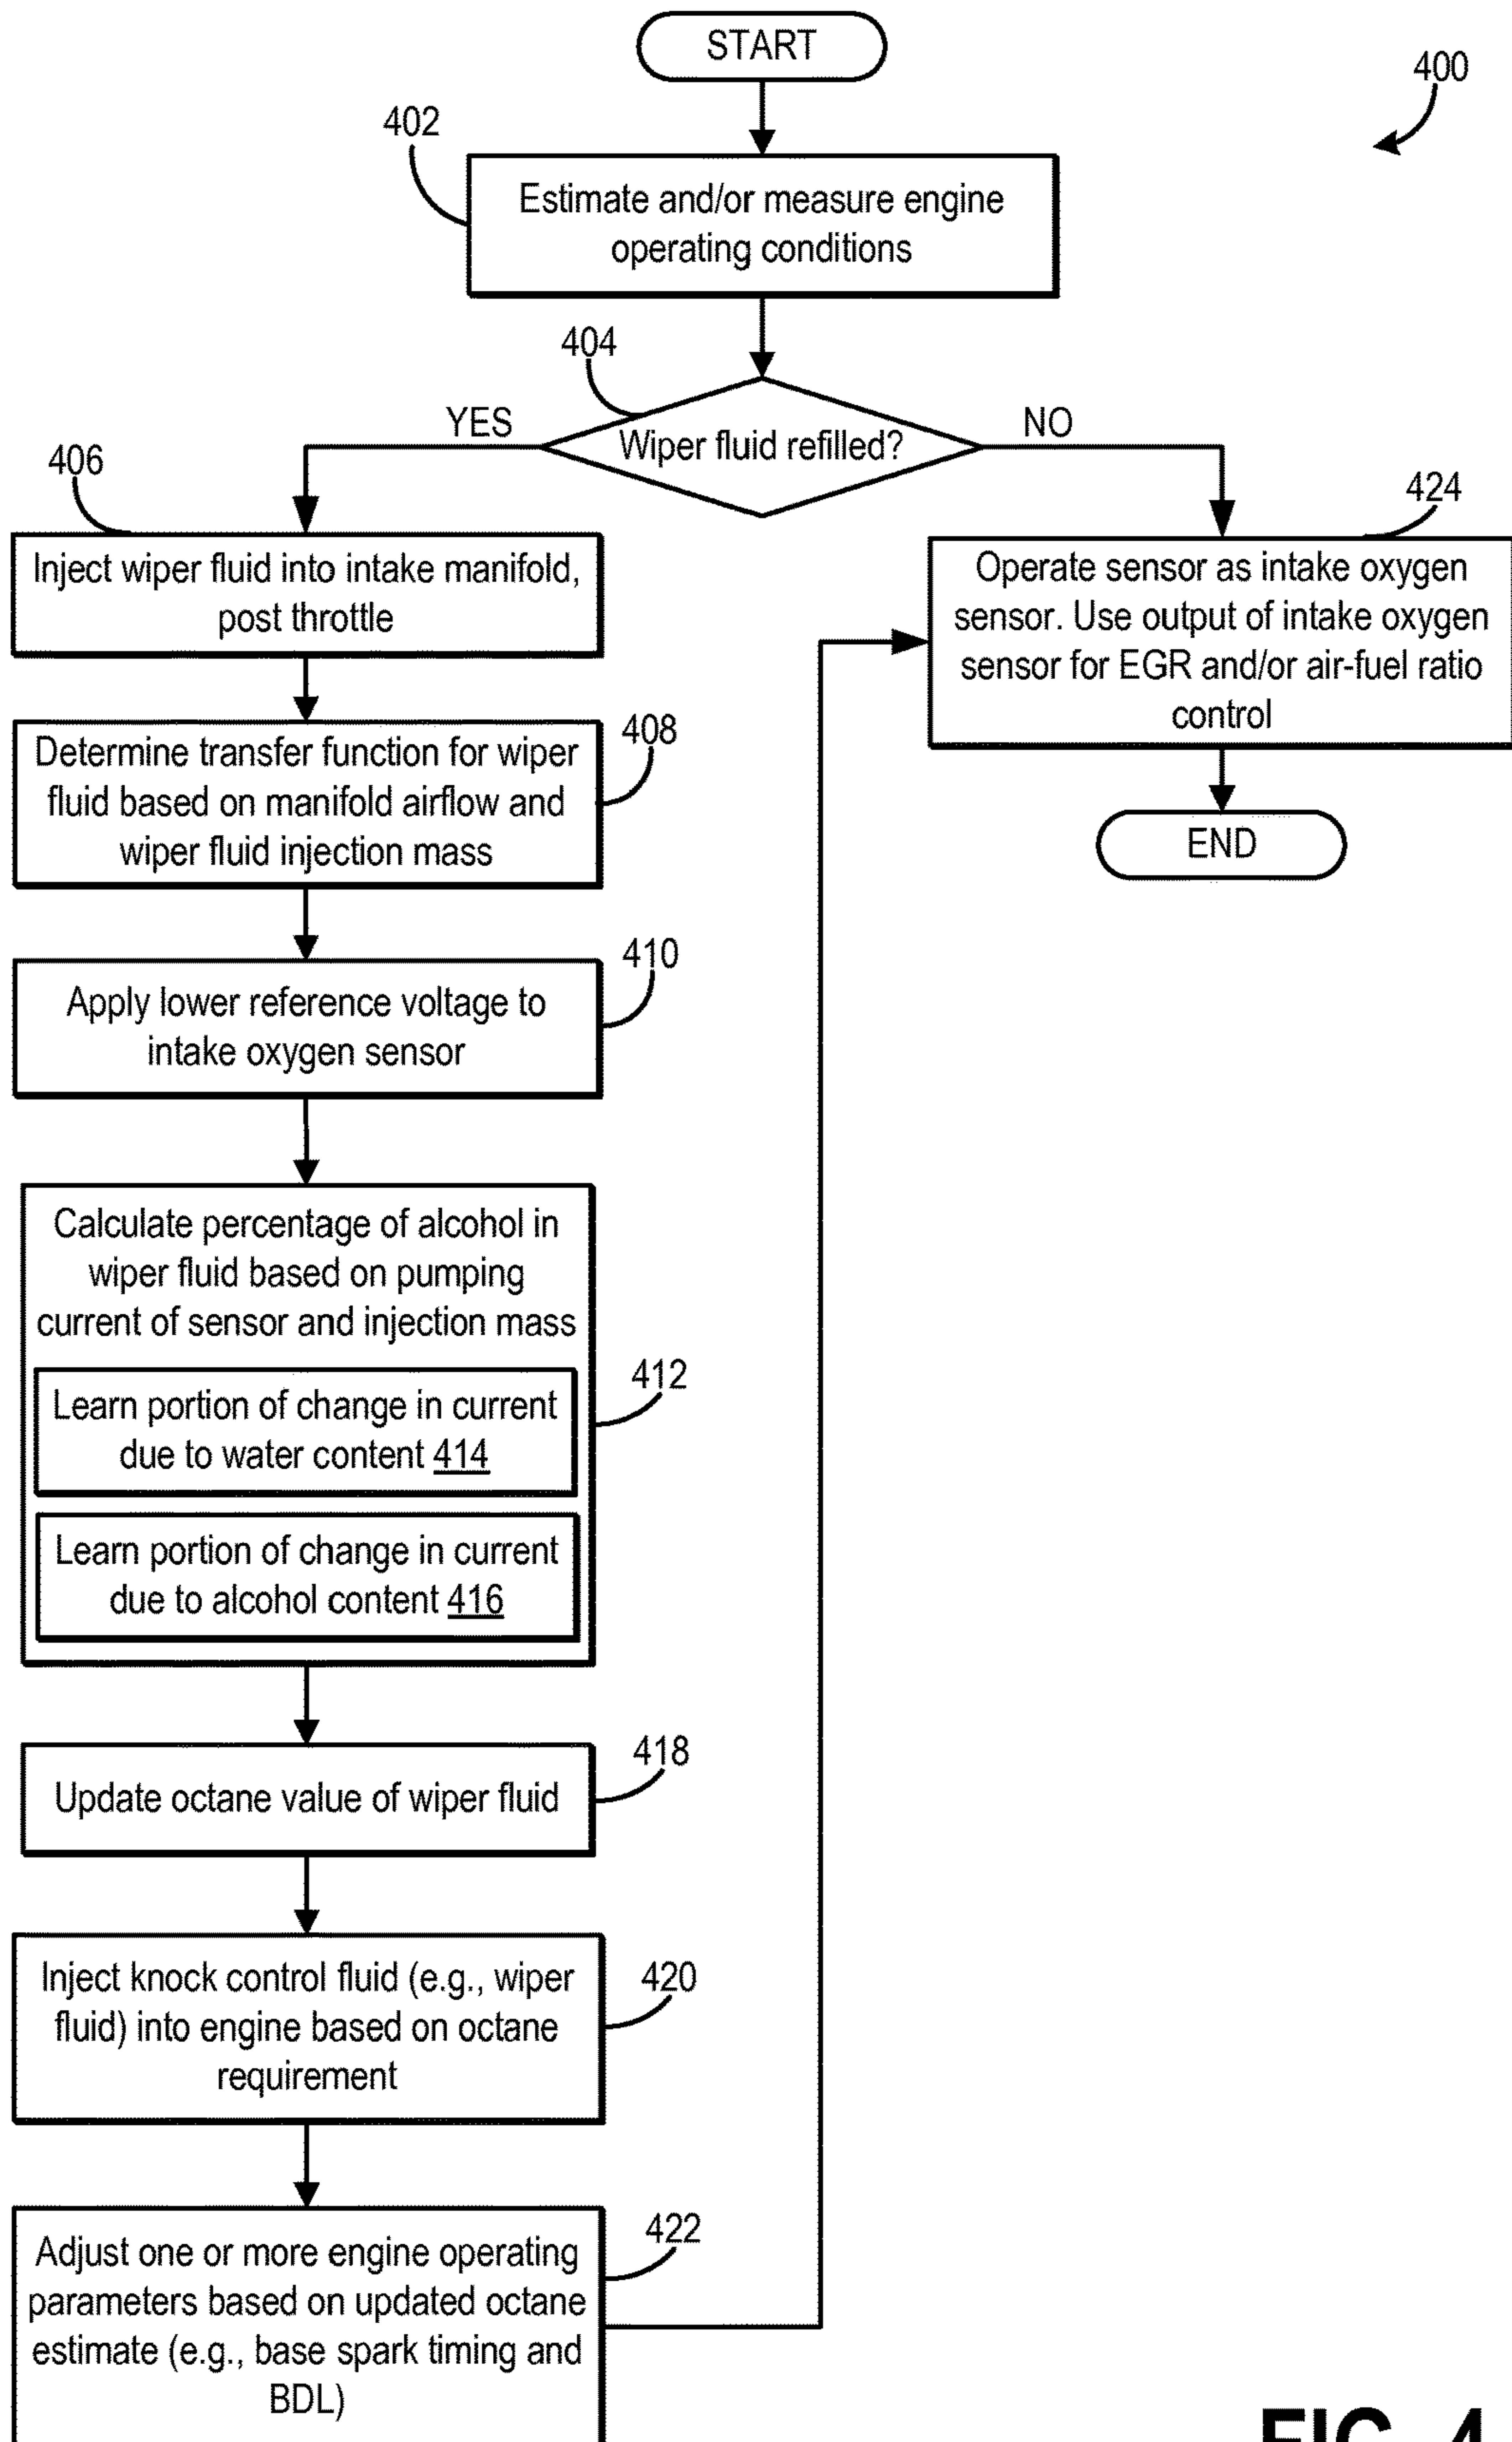 START
400
402
Estimate and/or measure engine
operating conditions
404
YES
Wiper fluid refilled?
NO
406
Inject wiper fluid into intake manifold,
post throttle
424
Operate sensor as intake oxygen
sensor. Use output of intake oxygen
sensor for EGR and/or air-fuel ratio
control
END
Determine transfer function for wiper
fluid based on manifold airflow and
wiper fluid injection mass
408
Apply lower reference voltage to
intake oxygen sensor
410
Calculate percentage of alcohol in
wiper fluid based on pumping
current of sensor and injection mass
412
Learn portion of change in current
due to water content 414
Learn portion of change in current
due to alcohol content 416
Update octane value of wiper fluid
418
Inject knock control fluid (e.g., wiper
fluid) into engine based on octane
requirement
420
Adjust one or more engine operating
parameters based on updated octane
estimate (e.g., base spark timing and
BDL)
422
FIG. 4